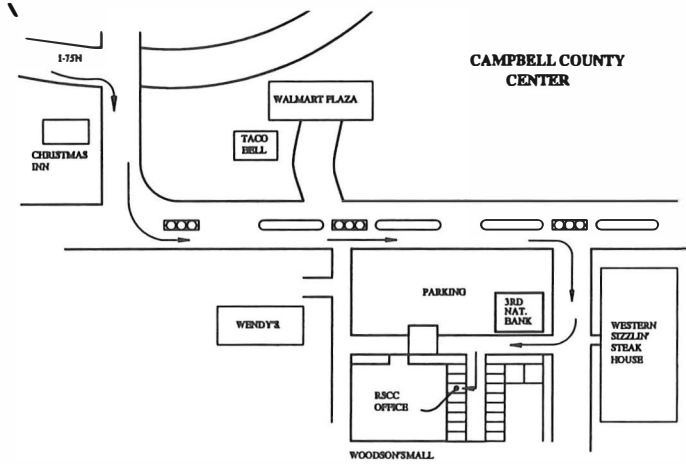 I-75N
CAMPBELL COUNTY
CENTER
WALMART PLAZA
TACO
BELL
CHRISTMAS
INN
PARKING
3RD
NAT.
BANK
WENDY'S
WESTERN
SIZZLIN'
STEAK
HOUSE
RSCC
OFFICE
WOODSON'S MALL